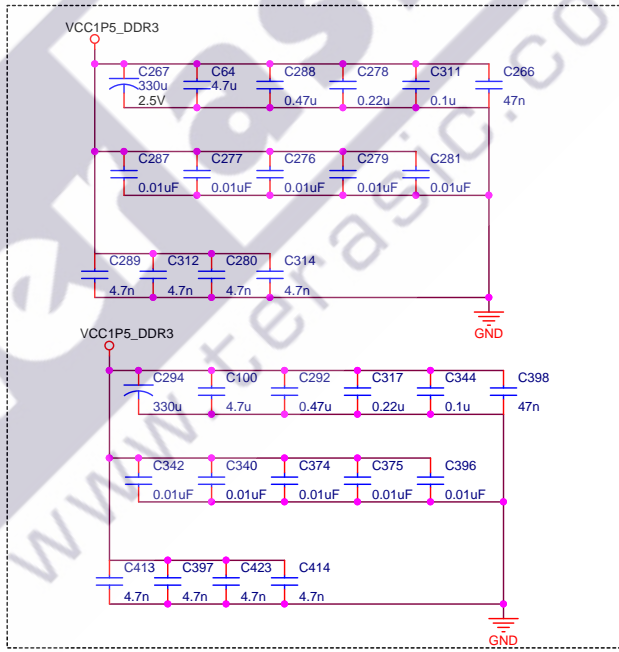 VCC1P5_DDR3
C267 C64 C288 C278 C311 C266
330u 4.7u 0.47u 0.22u 0.1u 47n
2.5V
C287 C277 C276 C279 C281
0.01uF 0.01uF 0.01uF 0.01uF 0.01uF
C289 C312 C280 C314
4.7n 4.7n 4.7n 4.7n
GND
VCC1P5_DDR3
C294 C100 C292 C317 C344 C398
330u 4.7u 0.47u 0.22u 0.1u 47n
C342 C340 C374 C375 C396
0.01uF 0.01uF 0.01uF 0.01uF 0.01uF
C413 C397 C423 C414
4.7n 4.7n 4.7n 4.7n
GND
www.terasic.co